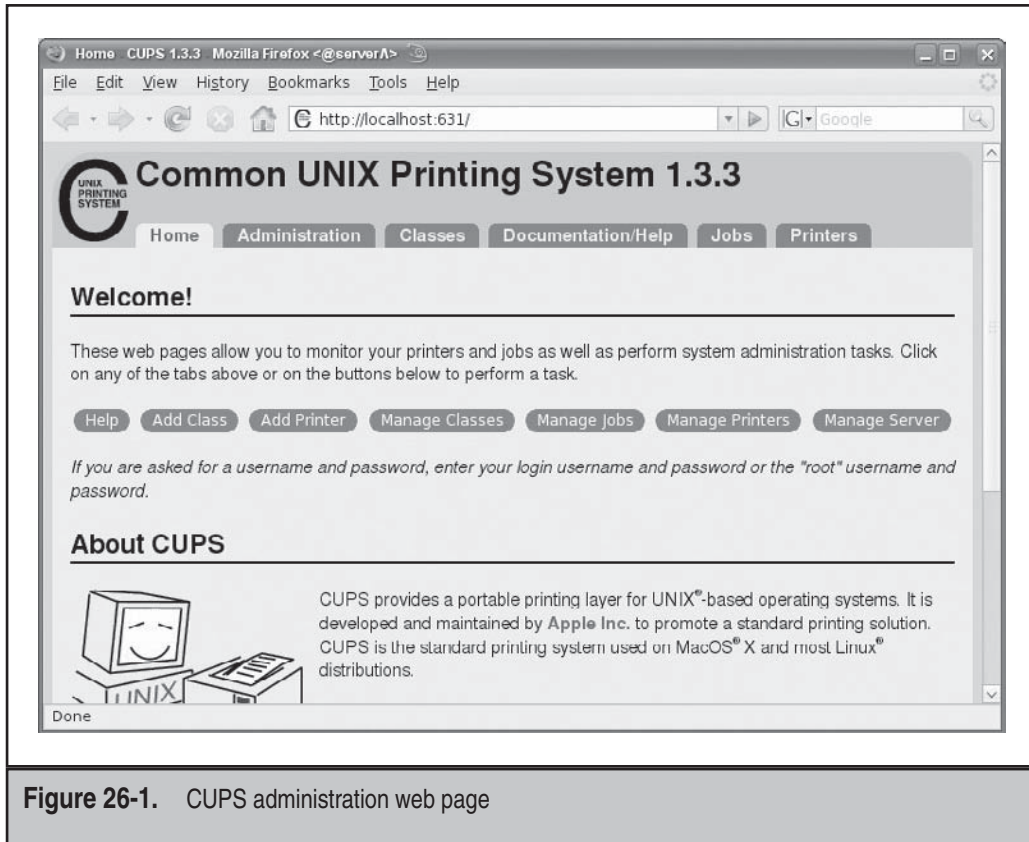 Home CUPS 1.3.3 Mozilla Firefox <@serverA>
File Edit View History Bookmarks Tools Help
http://localhost:631/
G Google
UNIX
PRINTING
SYSTEM
Common UNIX Printing System 1.3.3
Home Administration Classes Documentation/Help Jobs Printers
Welcome!
These web pages allow you to monitor your printers and jobs as well as perform system administration tasks. Click
on any of the tabs above or on the buttons below to perform a task.
Help Add Class Add Printer Manage Classes Manage Jobs Manage Printers Manage Server
If you are asked for a username and password, enter your login username and password or the "root" username and
password.
About CUPS
CUPS provides a portable printing layer for UNIX®-based operating systems. It is
developed and maintained by Apple Inc. to promote a standard printing solution.
CUPS is the standard printing system used on MacOS® X and most Linux®
distributions.
UNIX
Done
Figure 26-1. CUPS administration web page